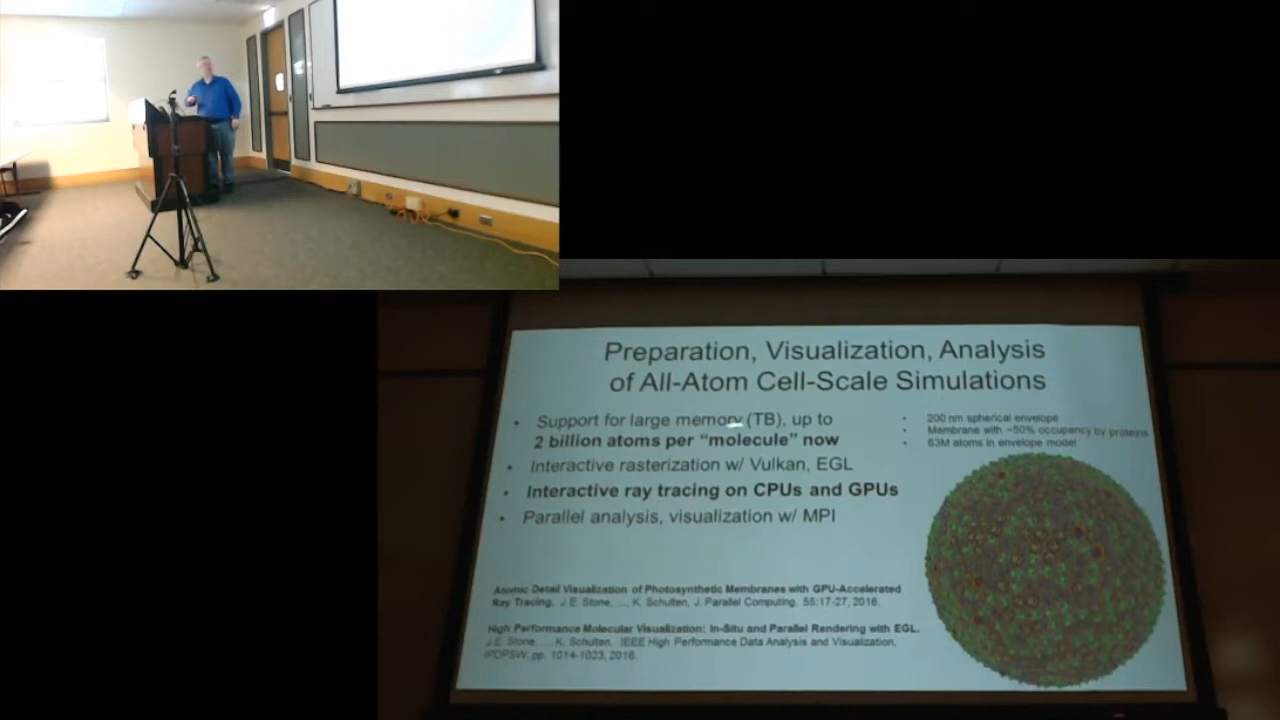 Preparation, Visualization, Analysis
of All-Atom Cell-Scale Simulations
• Support for large memory (TB), up to
2 billion atoms per “molecule” now
• Interactive rasterization w/ Vulkan, EGL
• Interactive ray tracing on CPUs and GPUs
• Parallel analysis, visualization w/ MPI
• 200 nm spherical envelope
• Membrane with ~50% occupancy by proteins
• 63M atoms in envelope model
Atomic Detail Visualization of Photosynthetic Membranes with GPU-Accelerated
Ray Tracing. J.E. Stone, ..., K. Schulten, J. Parallel Computing, 55:17-27, 2016.
High Performance Molecular Visualization: In-Situ and Parallel Rendering with EGL.
J.E. Stone, ..., K. Schulten. IEEE High Performance Data Analysis and Visualization,
IPDPSW, pp. 1014-1023, 2016.